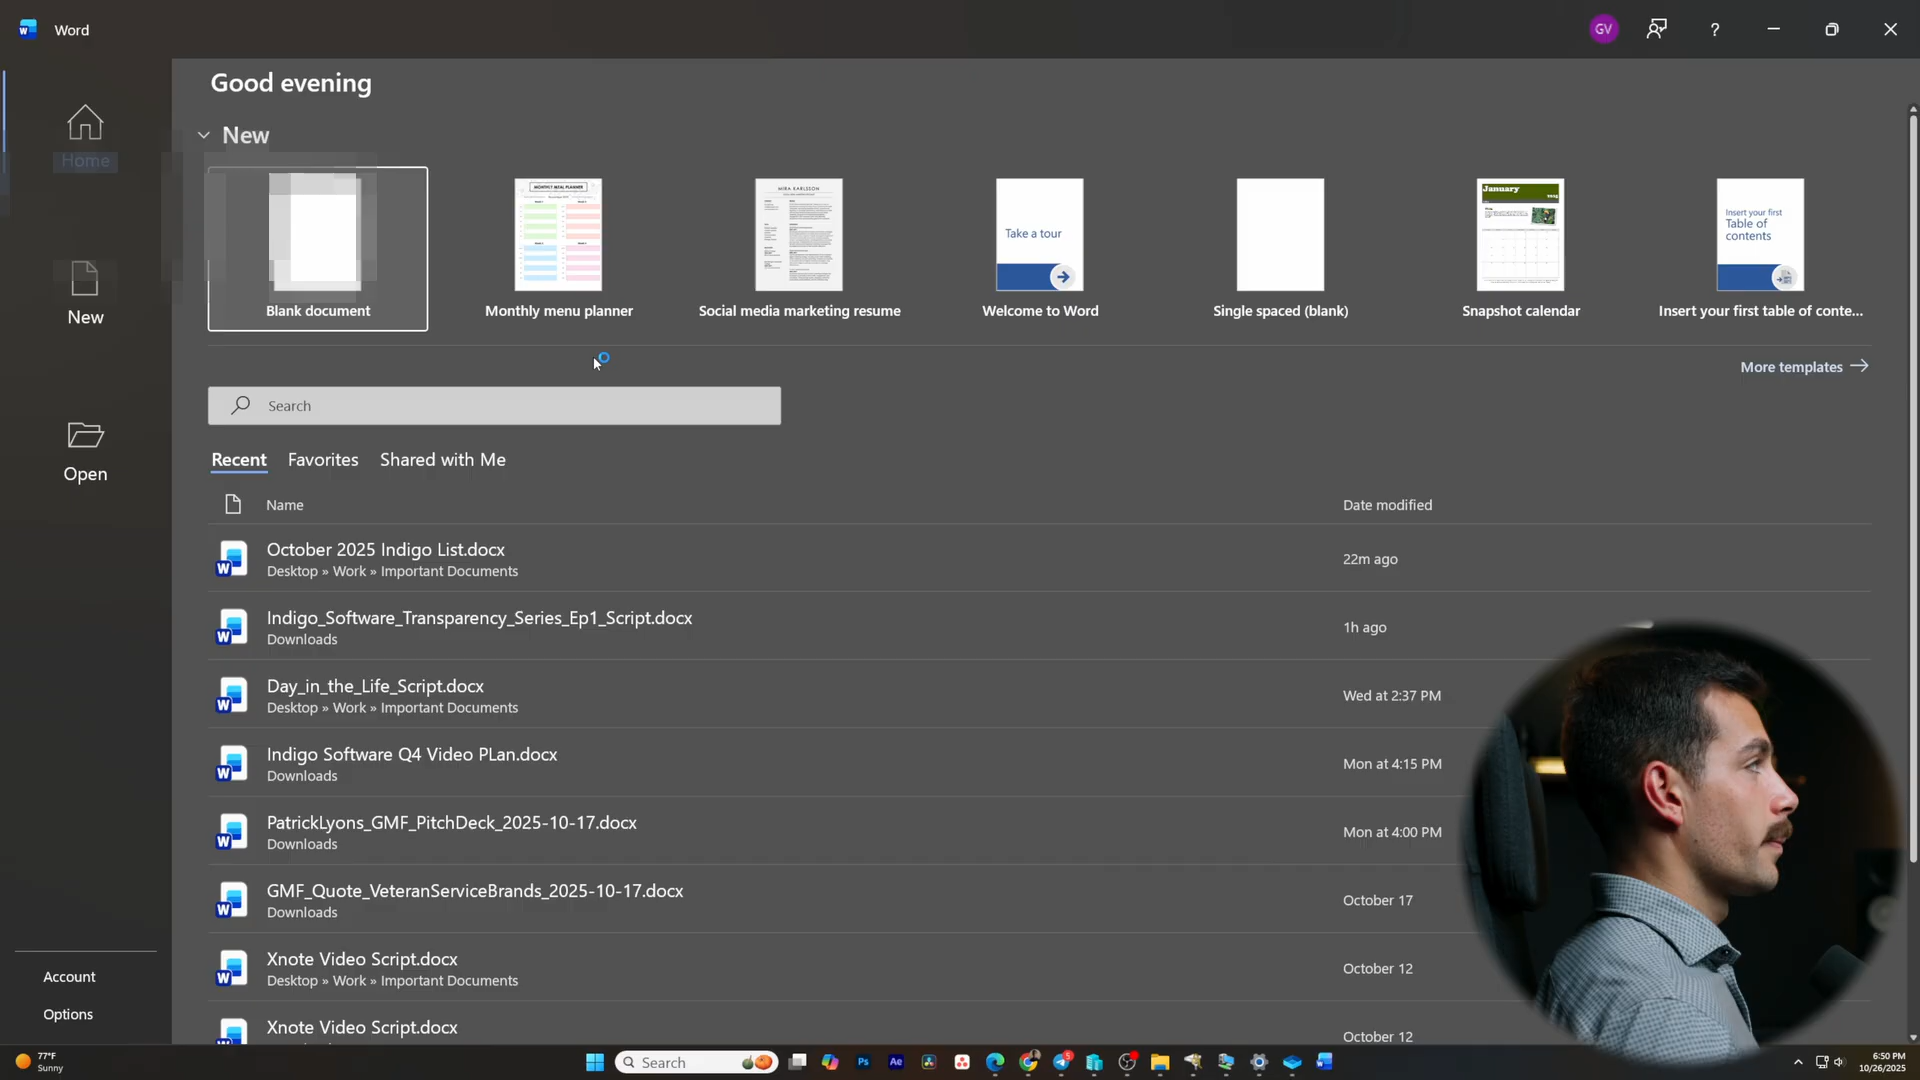 Word
GV
?
Good evening
Home
New
Blank document
Monthly menu planner
Social media marketing resume
Welcome to Word
Single spaced (blank)
Snapshot calendar
Insert your first table of conte...
MONTHLY MEAL PLANNER
MIRA KARLSSON
Take a tour
January
Insert your first
Table of
contents
New
More templates
Search
Open
Recent Favorites Shared with Me
Name Date modified
October 2025 Indigo List.docx
Desktop » Work » Important Documents
22m ago
Indigo_Software_Transparency_Series_Ep1_Script.docx
Downloads
1h ago
Day_in_the_Life_Script.docx
Desktop » Work » Important Documents
Wed at 2:37 PM
Indigo Software Q4 Video PLan.docx
Downloads
Mon at 4:15 PM
PatrickLyons_GMF_PitchDeck_2025-10-17.docx
Downloads
Mon at 4:00 PM
GMF_Quote_VeteranServiceBrands_2025-10-17.docx
Downloads
October 17
Xnote Video Script.docx
Desktop » Work » Important Documents
October 12
Xnote Video Script.docx
October 12
Account
Options
77°F
Sunny
Search
Ps
Ae
5
6:50 PM
10/26/2025